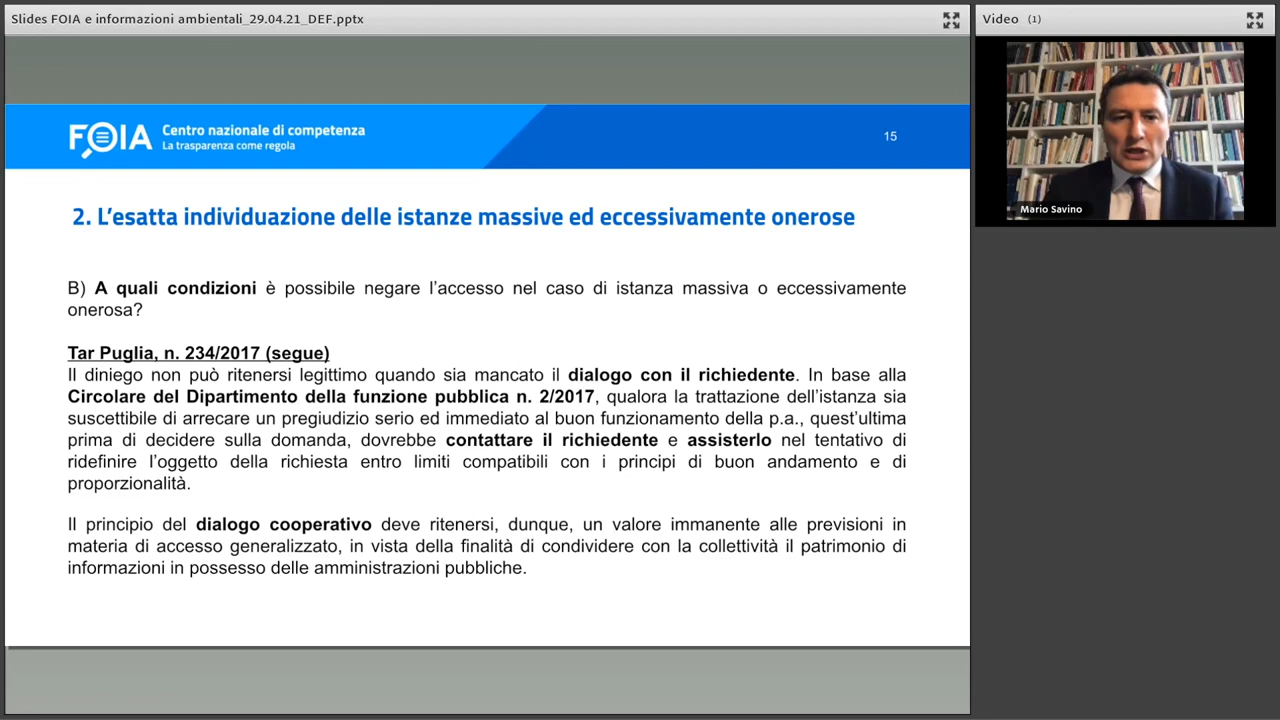 Slides FOIA e informazioni ambientali_29.04.21_DEF.pptx
Video (1)
FOIA
Centro nazionale di competenza
La trasparenza come regola
15
Mario Savino
2. L’esatta individuazione delle istanze massive ed eccessivamente onerose
B) A quali condizioni è possibile negare l’accesso nel caso di istanza massiva o eccessivamente
onerosa?
Tar Puglia, n. 234/2017 (segue)
Il diniego non può ritenersi legittimo quando sia mancato il dialogo con il richiedente. In base alla
Circolare del Dipartimento della funzione pubblica n. 2/2017, qualora la trattazione dell’istanza sia
suscettibile di arrecare un pregiudizio serio ed immediato al buon funzionamento della p.a., quest’ultima
prima di decidere sulla domanda, dovrebbe contattare il richiedente e assisterlo nel tentativo di
ridefinire l’oggetto della richiesta entro limiti compatibili con i principi di buon andamento e di
proporzionalità.
Il principio del dialogo cooperativo deve ritenersi, dunque, un valore immanente alle previsioni in
materia di accesso generalizzato, in vista della finalità di condividere con la collettività il patrimonio di
informazioni in possesso delle amministrazioni pubbliche.